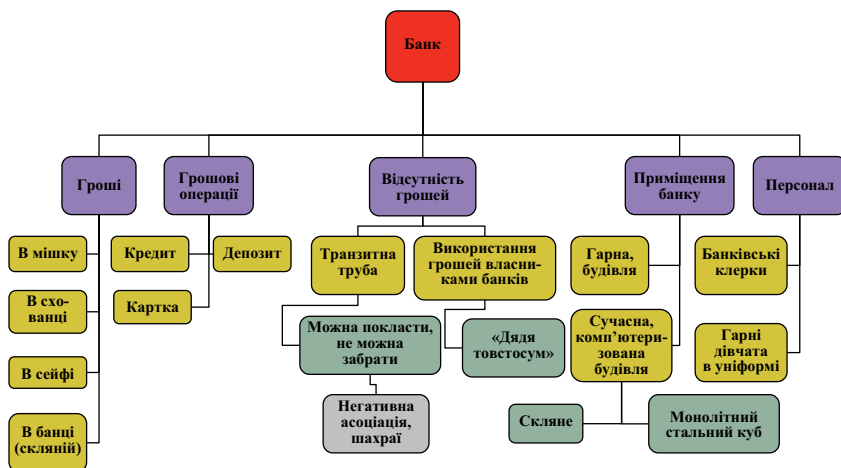 Банк
Гроші
Грошові
операції
Відсутність
грошей
Приміщення
банку
Персонал
В мішку
Кредит
Депозит
Транзитна
труба
Використання
грошей власни-
ками банків
Гарна,
будівля
Банківські
клерки
В схо-
ванці
Картка
Можна покласти,
не можна
забрати
«Дядя
товстосум»
Сучасна,
комп’ютери-
зована
будівля
Гарні
дівчата
в уніформі
В сейфі
Негативна
асоціація,
шахраї
Скляне
Монолітний
стальний куб
В банці
(скляній)